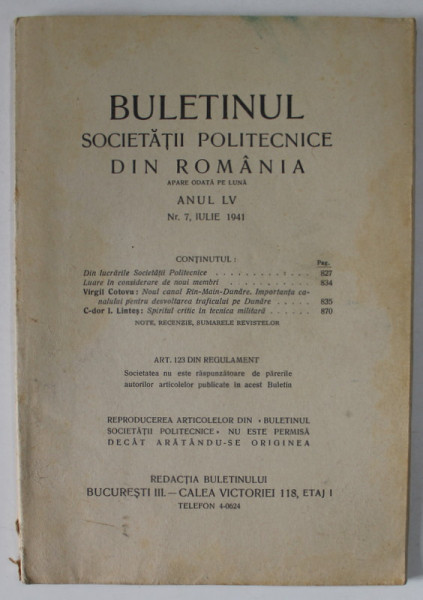 BULETINUL
SOCIETĂȚII POLITECNICE
DIN ROMÂNIA
APARE ODATĂ PE LUNĂ
ANUL LV
Nr. 7, IULIE 1941
CONȚINUTUL:
Pag.
Din lucrările Societății Politecnice . . . . . . . . . . . . 827
Luare în considerare de noui membri . . . . . . . . . . 834
Virgil Cotovu: Noul canal Rin-Main-Dunăre. Importanța ca-
nalului pentru desvoltarea traficului pe Dunăre . . . . . 835
C-dor I. Linteș: Spiritul critic în tecnica militară . . . . . . 870
NOTE, RECENZIE, SUMARELE REVISTELOR
ART. 123 DIN REGULAMENT
Societatea nu este răspunzătoare de părerile
autorilor articolelor publicate în acest Buletin
REPRODUCEREA ARTICOLELOR DIN « BULETINUL
SOCIETĂȚII POLITECNICE» NU ESTE PERMISĂ
DECÂT ARĂTÂNDU-SE ORIGINEA
REDACȚIA BULETINULUI
BUCUREȘTI III.— CALEA VICTORIEI 118, ETAJ I
TELEFON 4-0624